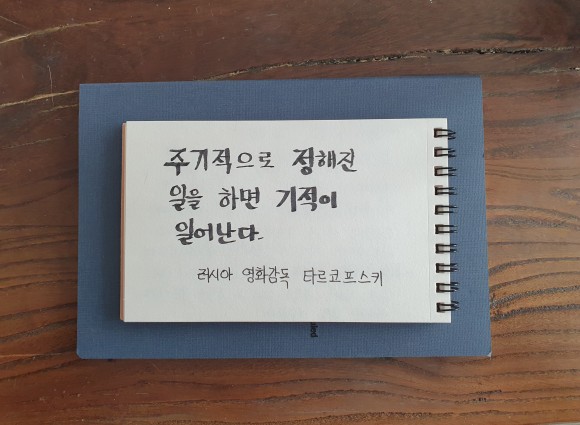 주기적으로 정해진
일을 하면 기적이
일어난다.
러시아 영화감독 타르코프스키